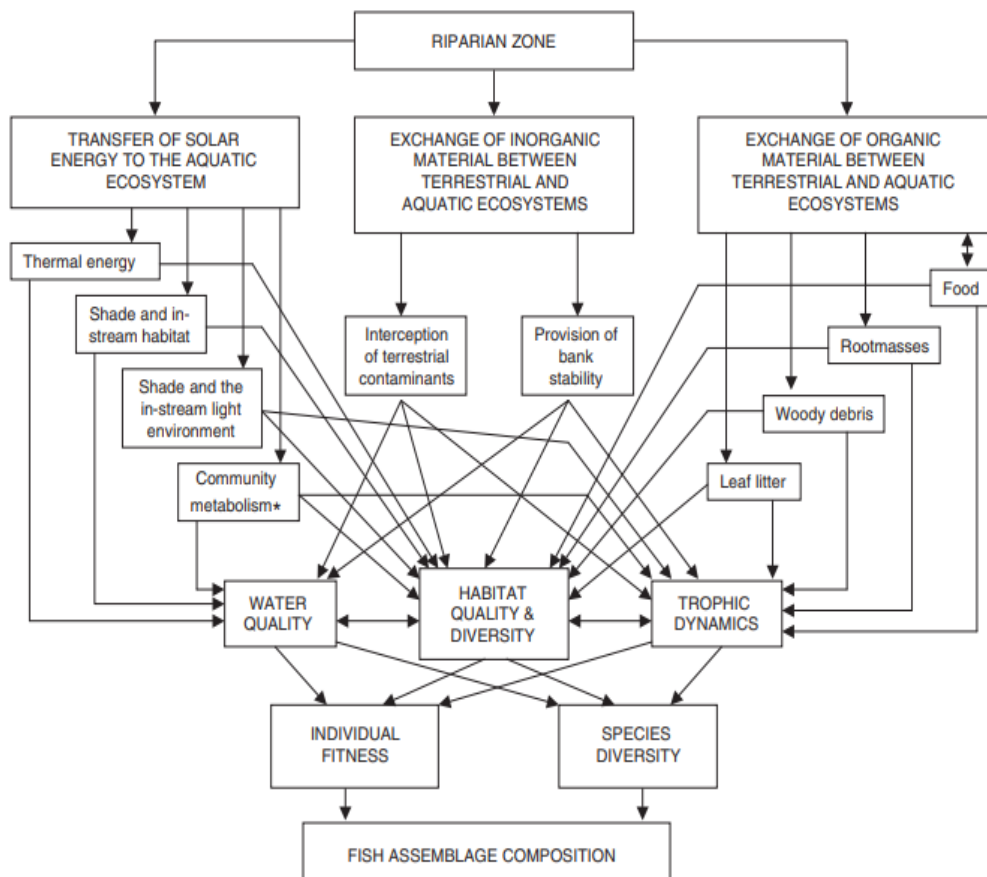 RIPARIAN ZONE
TRANSFER OF SOLAR
ENERGY TO THE AQUATIC
ECOSYSTEM
EXCHANGE OF INORGANIC
MATERIAL BETWEEN
TERRESTRIAL AND
AQUATIC ECOSYSTEMS
EXCHANGE OF ORGANIC
MATERIAL BETWEEN
TERRESTRIAL AND AQUATIC
ECOSYSTEMS
Thermal energy
Food
Shade and in-
stream habitat
Interception
of terrestrial
contaminants
Provision of
bank
stability
Rootmasses
Shade and the
in-stream light
environment
Woody debris
Community
metabolism*
Leaf litter
WATER
QUALITY
HABITAT
QUALITY &
DIVERSITY
TROPHIC
DYNAMICS
INDIVIDUAL
FITNESS
SPECIES
DIVERSITY
FISH ASSEMBLAGE COMPOSITION